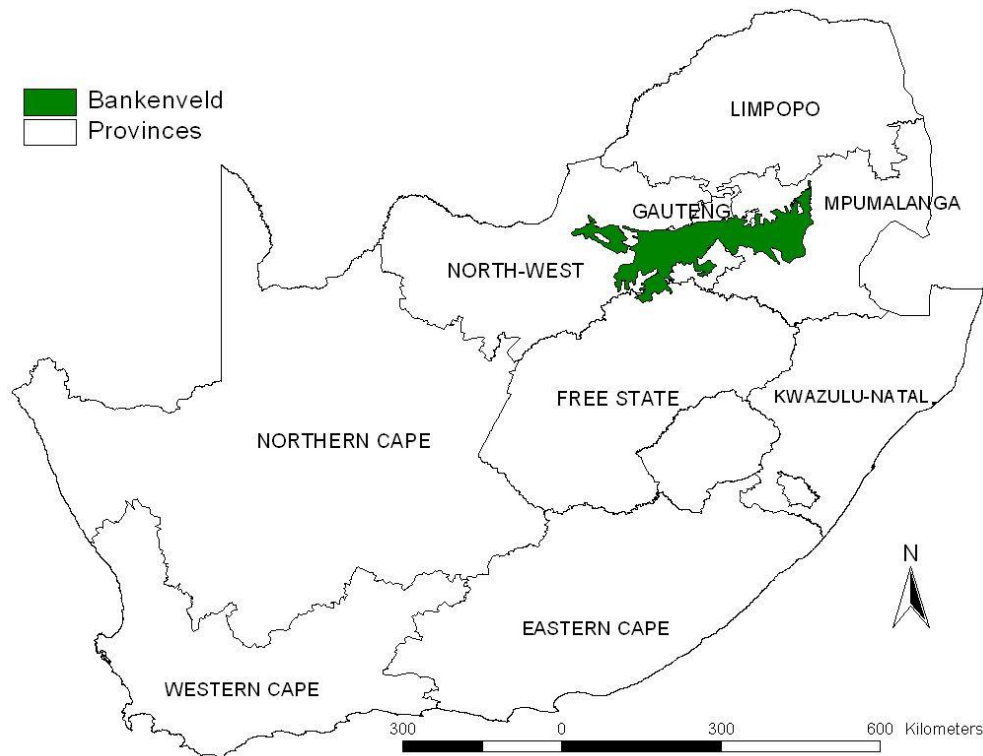 Bankenveld
Provinces
LIMPOPO
GAUTENG
MPUMALANGA
NORTH-WEST
FREE STATE
KWAZULU-NATAL
NORTHERN CAPE
N
EASTERN CAPE
WESTERN CAPE
300 0 300 600 Kilometers